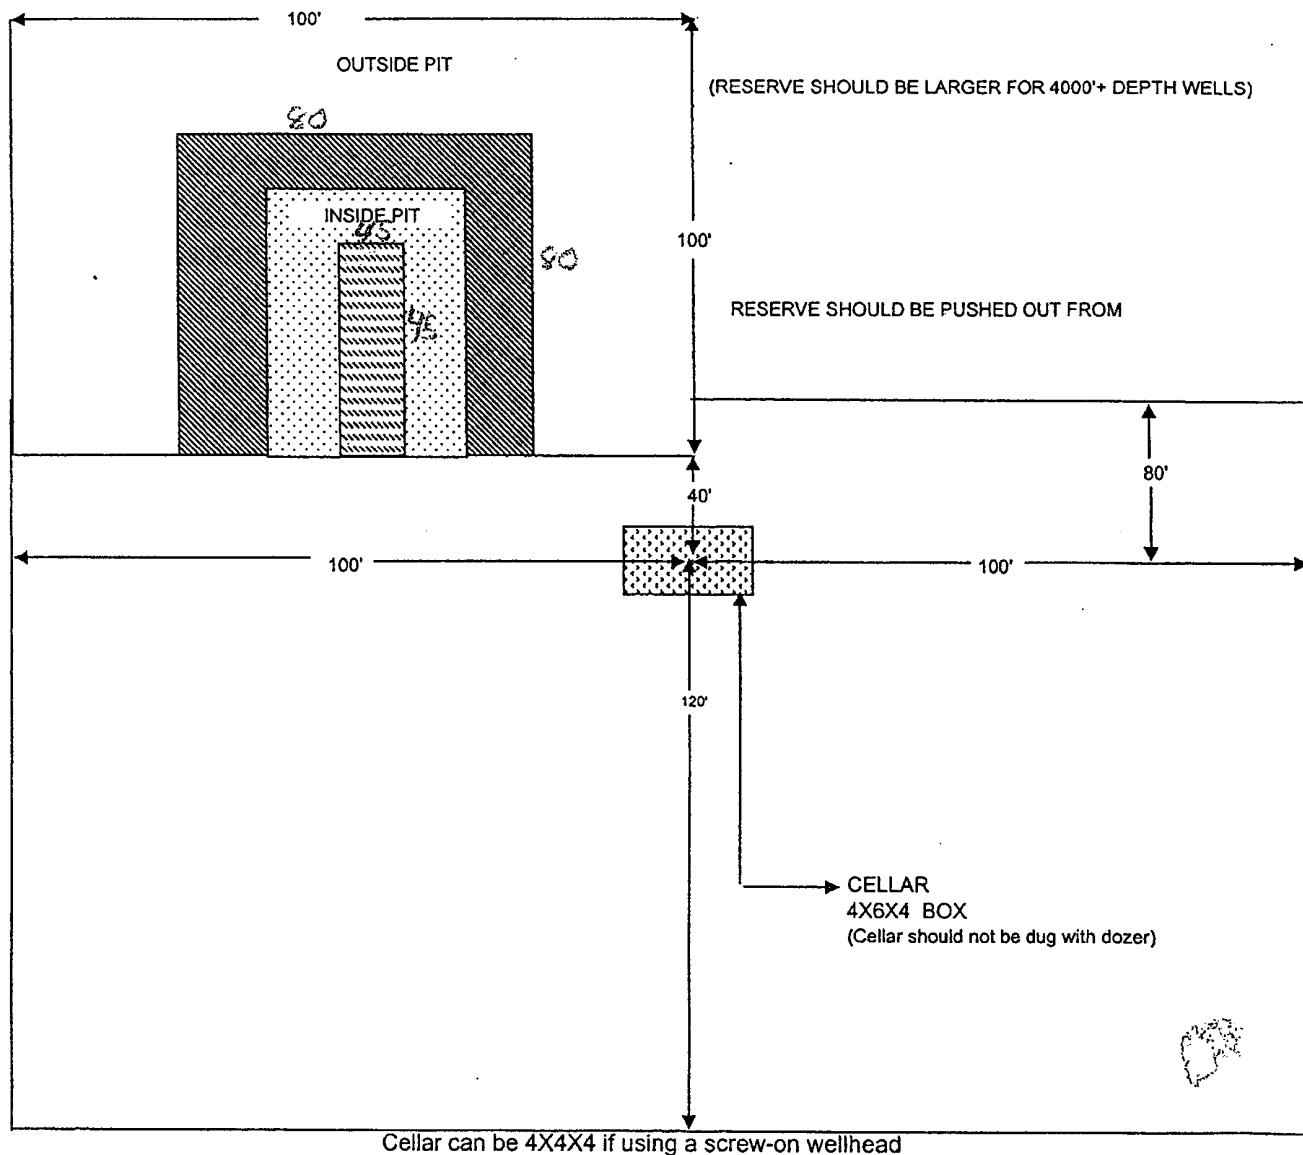 100'
OUTSIDE PIT
(RESERVE SHOULD BE LARGER FOR 4000'+ DEPTH WELLS)
80
INSIDE PIT
45
100'
80
RESERVE SHOULD BE PUSHED OUT FROM
45
80'
40'
100'
100'
120'
CELLAR
4X6X4 BOX
(Cellar should not be dug with dozer)
Cellar can be 4X4X4 if using a screw-on wellhead